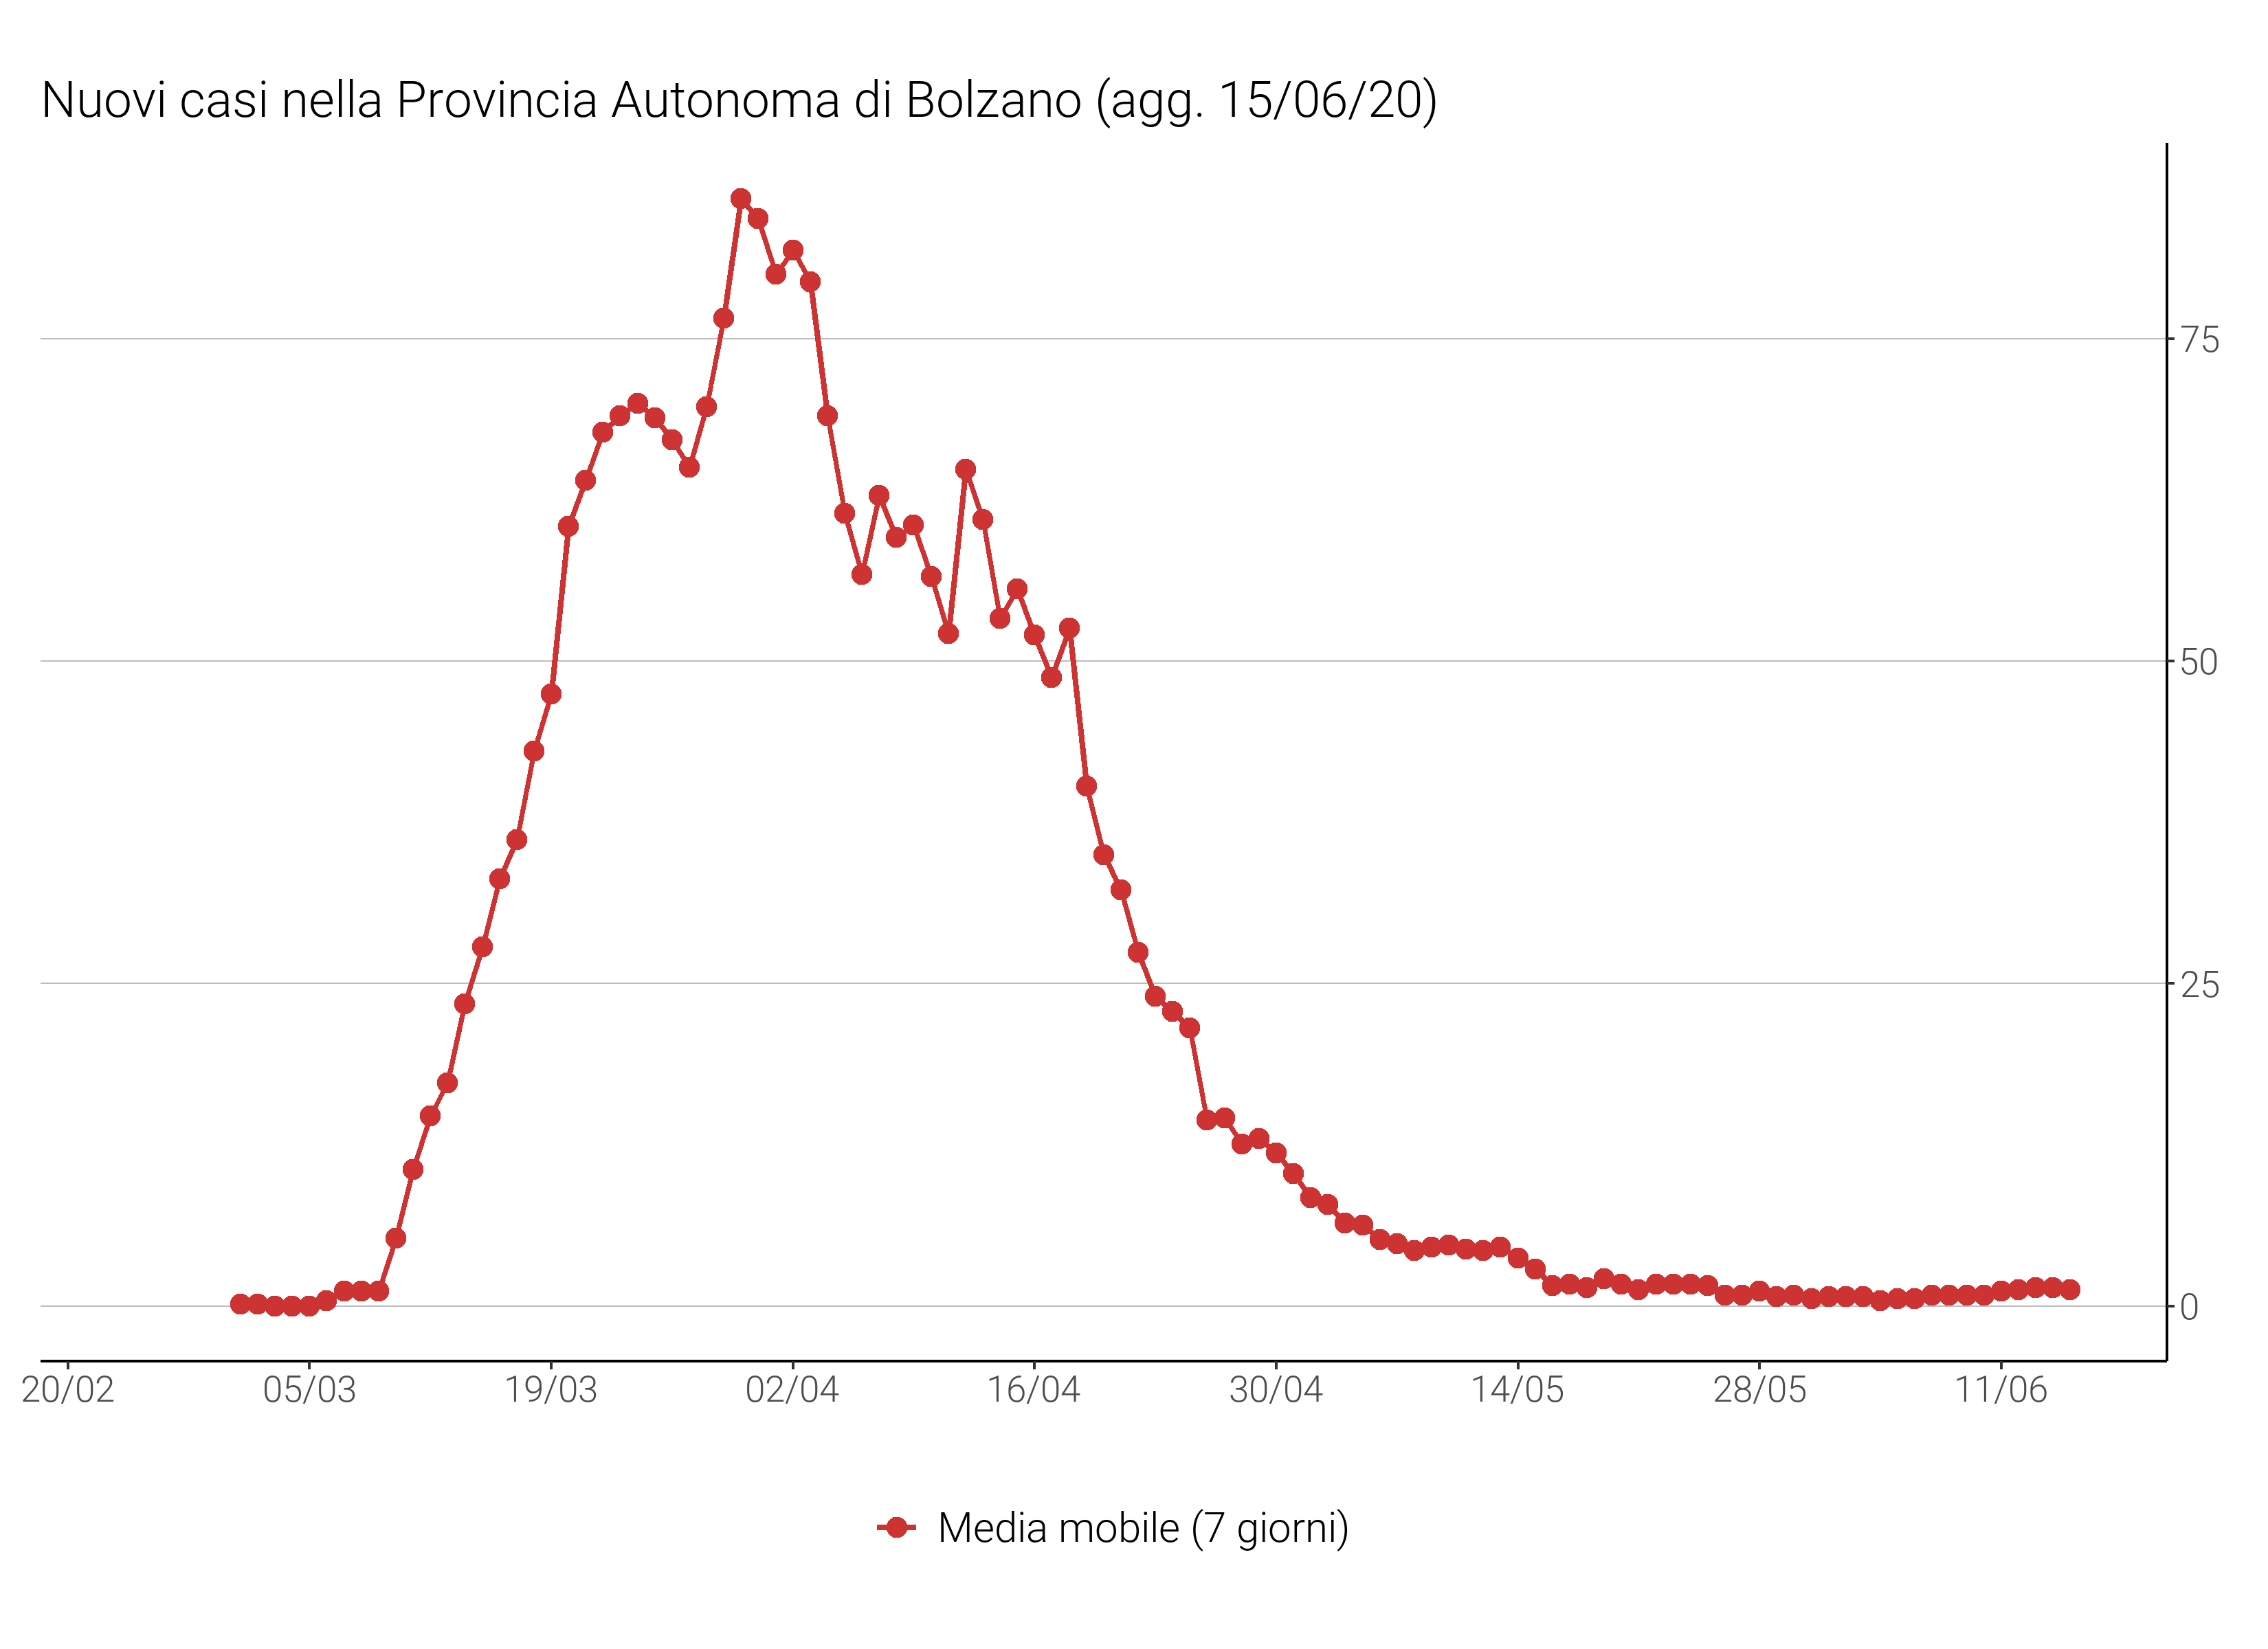 Nuovi casi nella Provincia Autonoma di Bolzano (agg. 15/06/20)
75
50
25
0
20/02 05/03 19/03 02/04 16/04 30/04 14/05 28/05 11/06
Media mobile (7 giorni)